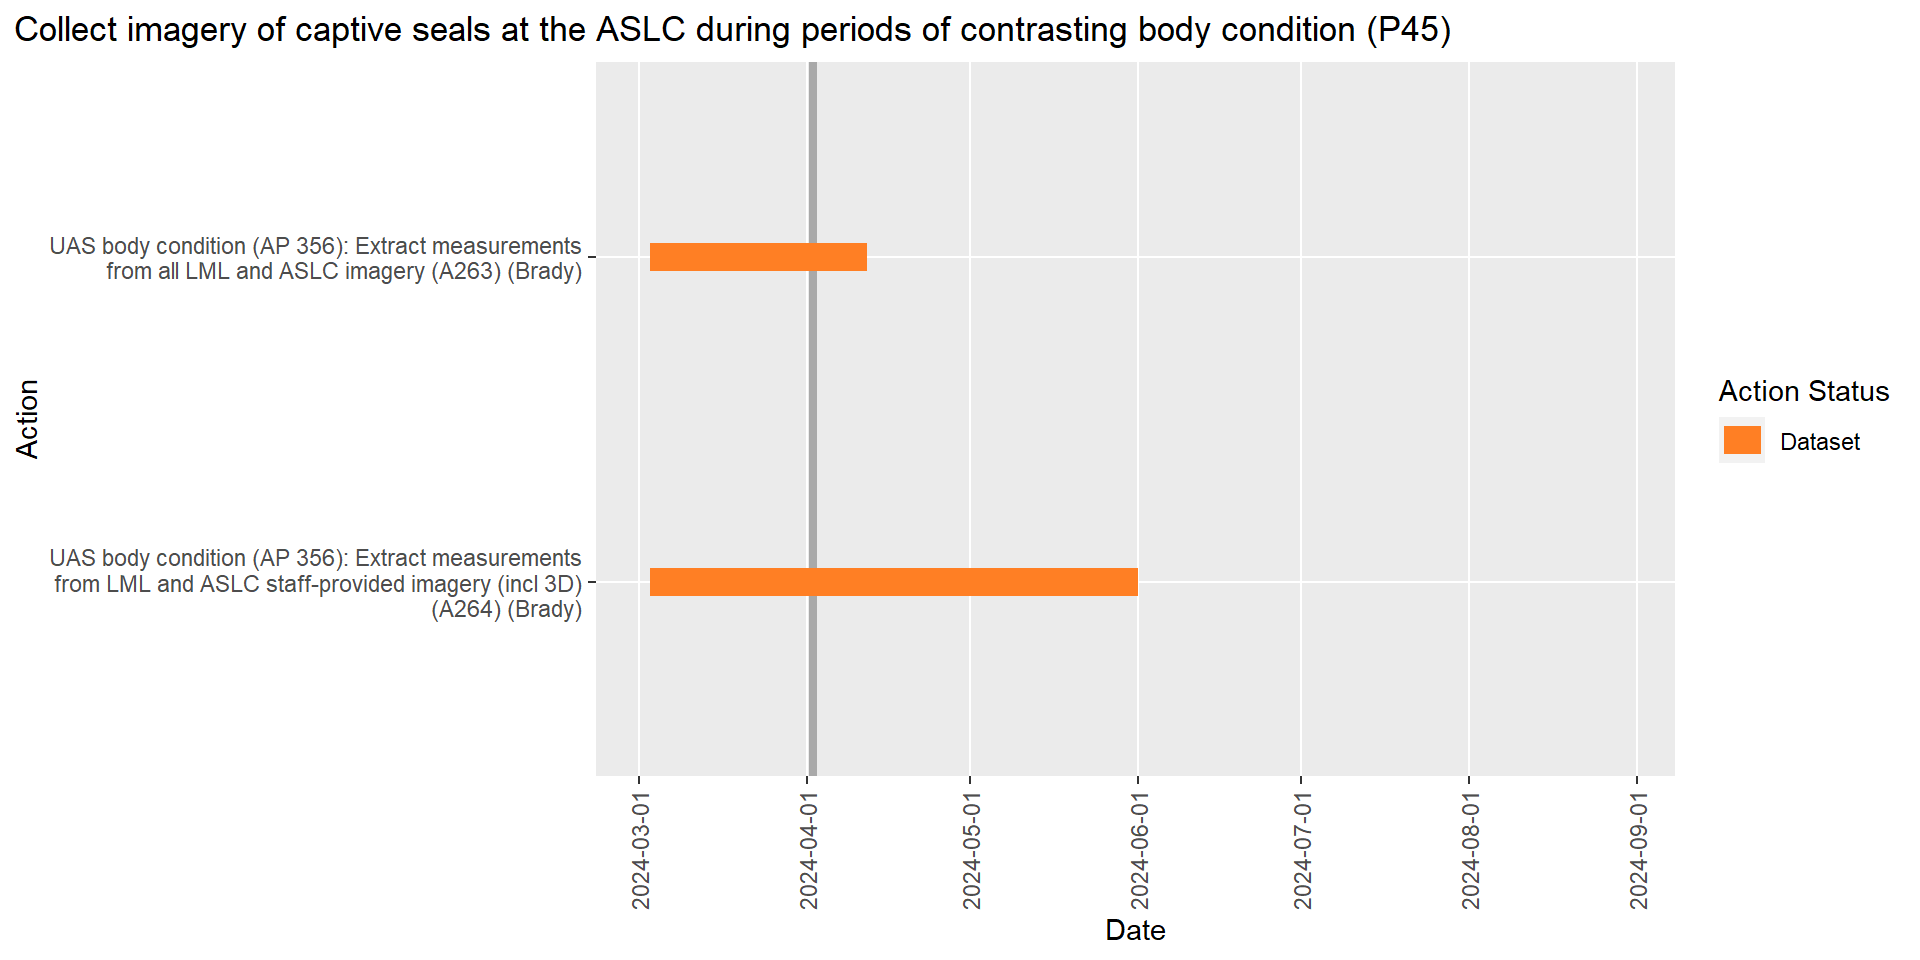 Collect imagery of captive seals at the ASLC during periods of contrasting body condition (P45)
UAS body condition (AP 356): Extract measurements
from all LML and ASLC imagery (A263) (Brady)
Action
UAS body condition (AP 356): Extract measurements
from LML and ASLC staff-provided imagery (incl 3D)
(A264) (Brady)
Action Status
Dataset
2024-03-01
2024-04-01
2024-05-01
2024-06-01
2024-07-01
2024-08-01
2024-09-01
Date